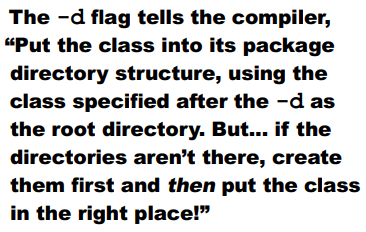 The -d flag tells the compiler,
“Put the class into its package
directory structure, using the
class specified after the -d as
the root directory. But... if the
directories aren’t there, create
them first and then put the class
in the right place!”